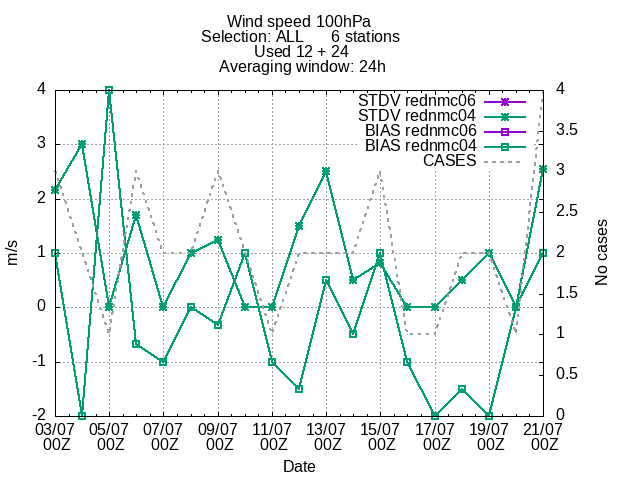 Wind speed 100hPa
Selection: ALL 6 stations
Used 12 + 24
Averaging window: 24h
STDV rednmc06
STDV rednmc04
BIAS rednmc06
BIAS rednmc04
CASES
m/s
4
3
2
1
0
-1
-2
4
3.5
3
2.5
2
1.5
1
0.5
0
No cases
03/07 05/07 07/07 09/07 11/07 13/07 15/07 17/07 19/07 21/07
00Z 00Z 00Z 00Z 00Z 00Z 00Z 00Z 00Z 00Z
Date